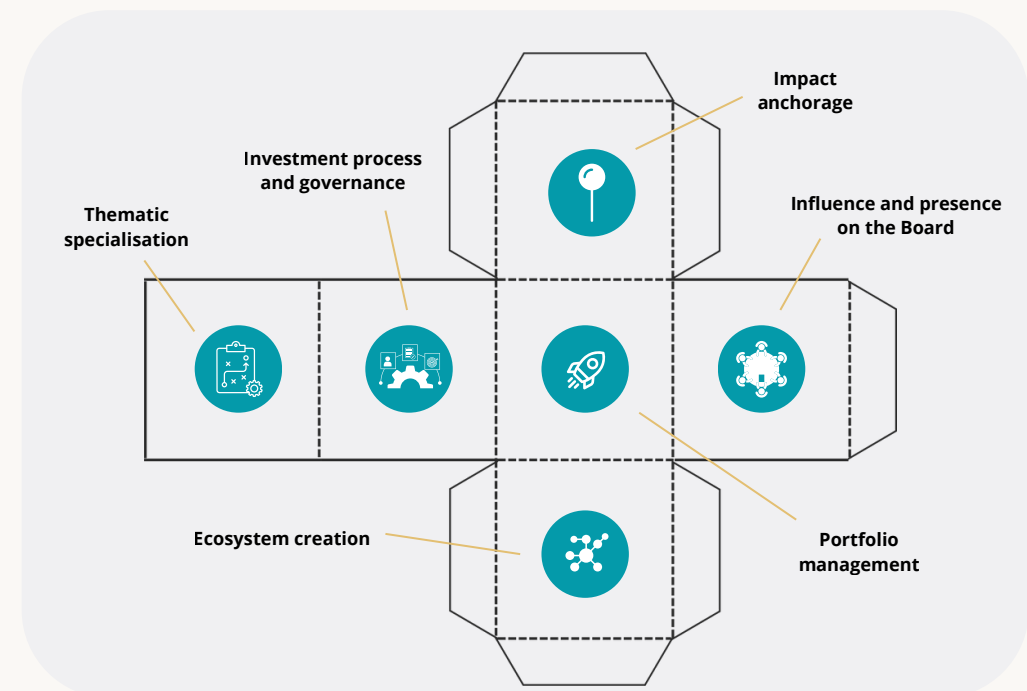 Impact
anchorage
Investment process
and governance
Thematic
specialisation
Influence and presence
on the Board
Ecosystem creation
Portfolio
management